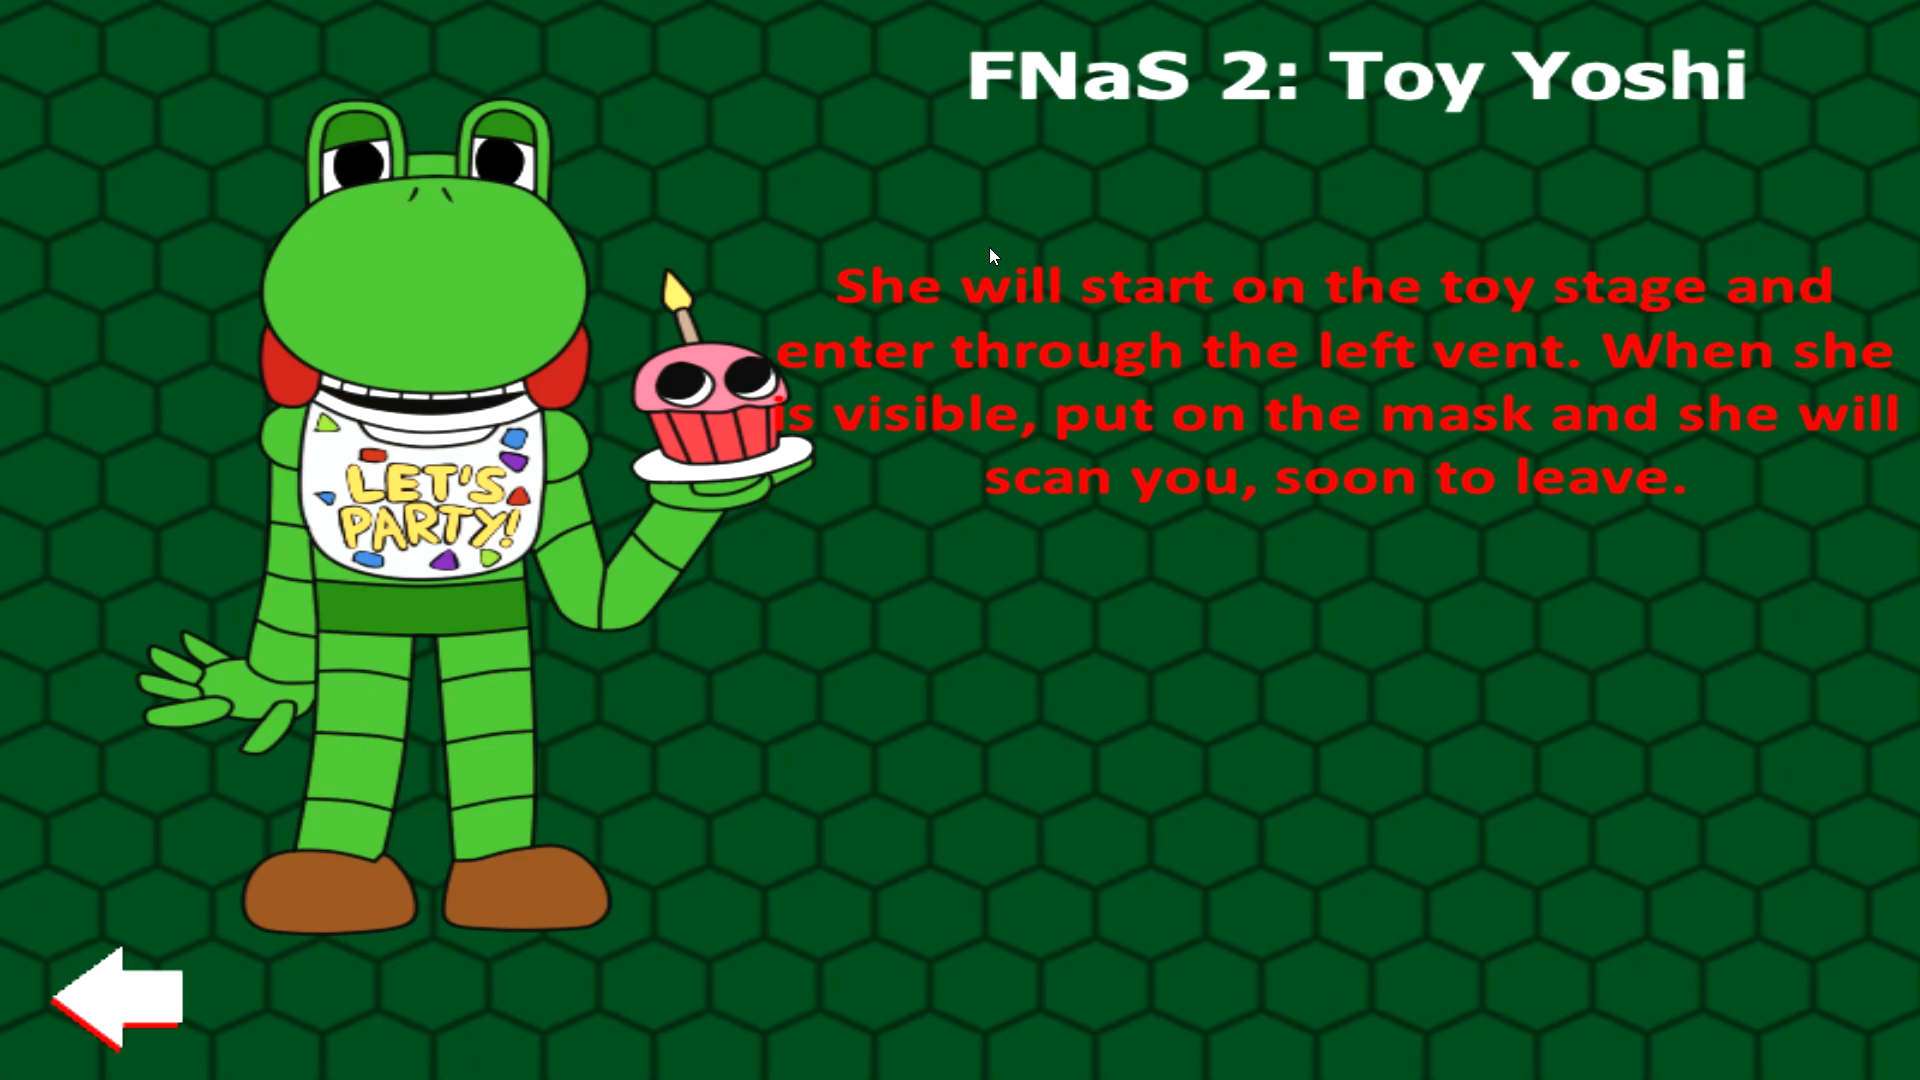 FNaS 2: Toy Yoshi
She will start on the toy stage and
enter through the left vent. When she
is visible, put on the mask and she will
scan you, soon to leave.
LET'S
PARTY!